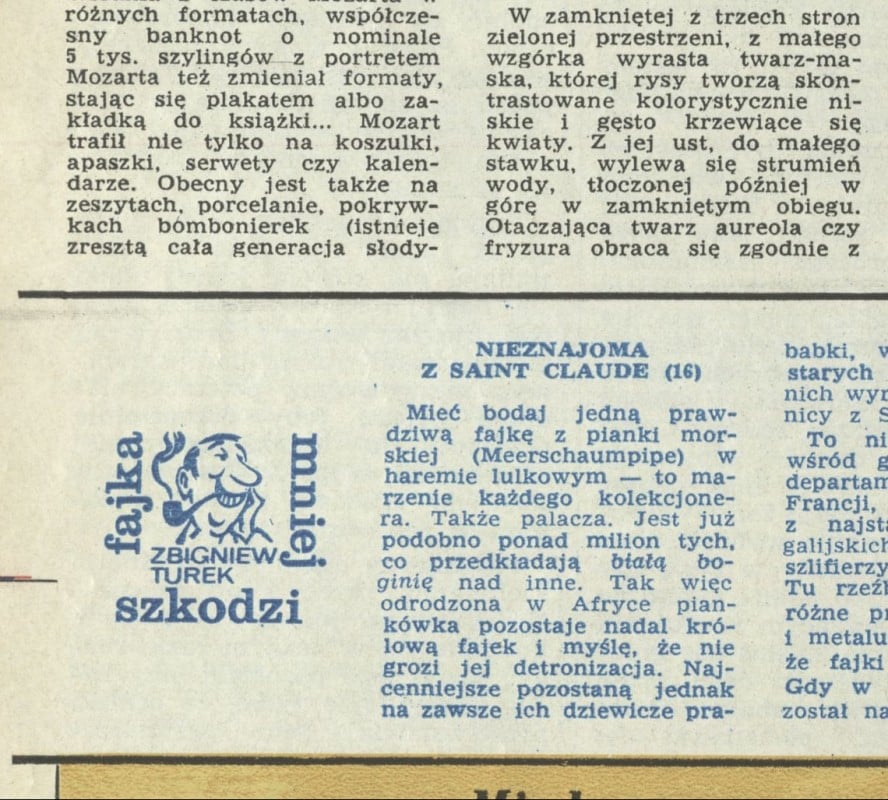 różnych formatach, współcze-
sny banknot o nominale
5 tys. szylingów z portretem
Mozarta też zmieniał formaty,
stając się plakatem albo za-
kładką do książki... Mozart
trafił nie tylko na koszulki,
apaszki, serwety czy kalen-
darze. Obecny jest także na
zeszytach, porcelanie, pokryw-
kach bombonierek (istnieje
zresztą cała generacja słody-
W zamkniętej z trzech stron
zielonej przestrzeni, z małego
wzgórka wyrasta twarz-ma-
ska, której rysy tworzą skon-
trastowane kolorystycznie ni-
skie i gęsto krzewiące się
kwiaty. Z jej ust, do małego
stawku, wylewa się strumień
wody, tłoczonej później w
górę w zamkniętym obiegu.
Otaczająca twarz aureola czy
fryzura obraca się zgodnie z
fajka
mniej
ZBIGNIEW
TUREK
szkodzi
NIEZNAJOMA
Z SAINT CLAUDE (16)
Mieć bodaj jedną praw-
dziwą fajkę z pianki mor-
skiej (Meerschaumpipe) w
haremie lulkowym — to ma-
rzenie każdego kolekcjone-
ra. Także palacza. Jest już
podobno ponad milion tych,
co przedkładają białą bo-
ginię nad inne. Tak więc
odrodzona w Afryce pian-
kówka pozostaje nadal kró-
lową fajek i myślę, że nie
grozi jej detronizacja. Naj-
cenniejsze pozostaną jednak
na zawsze ich dziewicze pra-
babki, w
starych
nich wyr
nicy z S
To ni
wśród g
departam
Francji,
z najsta
galijskich
szlifierzy
Tu rzeźb
różne pr
i metalu
że fajki
Gdy w
został na